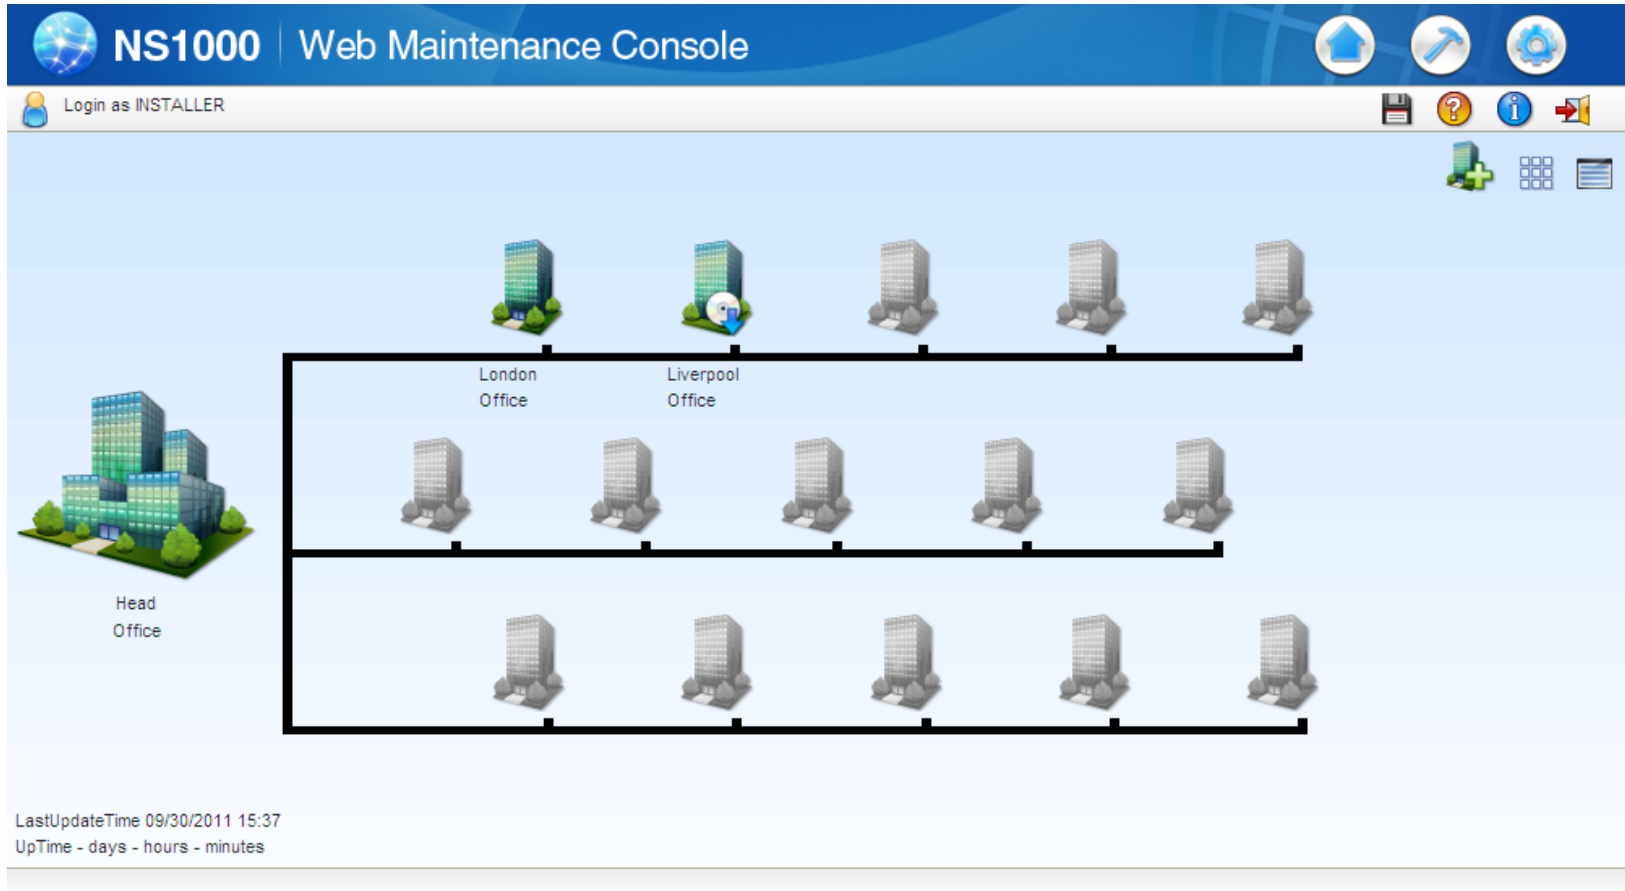 NS1000 Web Maintenance Console
Login as INSTALLER
London
Office
Liverpool
Office
Head
Office
LastUpdateTime 09/30/2011 15:37
UpTime - days - hours - minutes